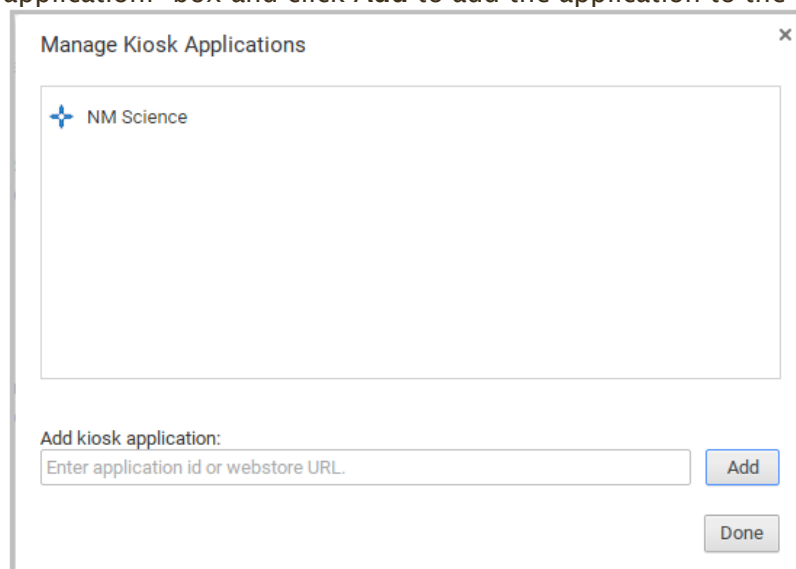 application:" box and click Add to add the application to the
Manage Kiosk Applications
×
NM Science
Add kiosk application:
Enter application id or webstore URL.
Add
Done